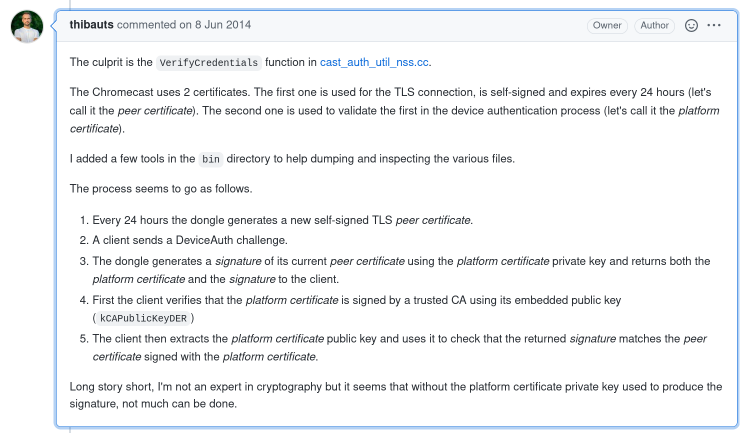 thibauts commented on 8 Jun 2014 Owner Author
The culprit is the VerifyCredentials function in cast_auth_util_nss.cc.
The Chromecast uses 2 certificates. The first one is used for the TLS connection, is self-signed and expires every 24 hours (let's
call it the peer certificate). The second one is used to validate the first in the device authentication process (let's call it the platform
certificate).
I added a few tools in the bin directory to help dumping and inspecting the various files.
The process seems to go as follows.
1. Every 24 hours the dongle generates a new self-signed TLS peer certificate.
2. A client sends a DeviceAuth challenge.
3. The dongle generates a signature of its current peer certificate using the platform certificate private key and returns both the
platform certificate and the signature to the client.
4. First the client verifies that the platform certificate is signed by a trusted CA using its embedded public key
( kCAPublicKeyDER )
5. The client then extracts the platform certificate public key and uses it to check that the returned signature matches the peer
certificate signed with the platform certificate.
Long story short, I'm not an expert in cryptography but it seems that without the platform certificate private key used to produce the
signature, not much can be done.